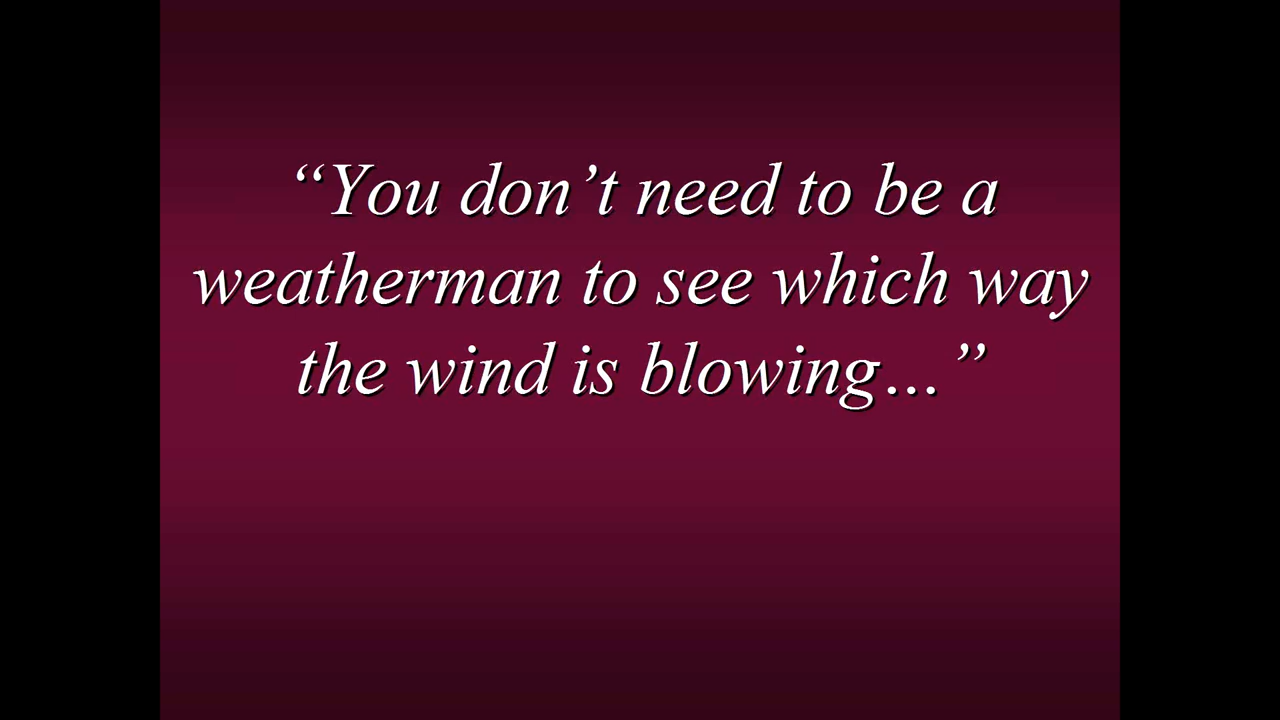 “You don’t need to be a
weatherman to see which way
the wind is blowing…”